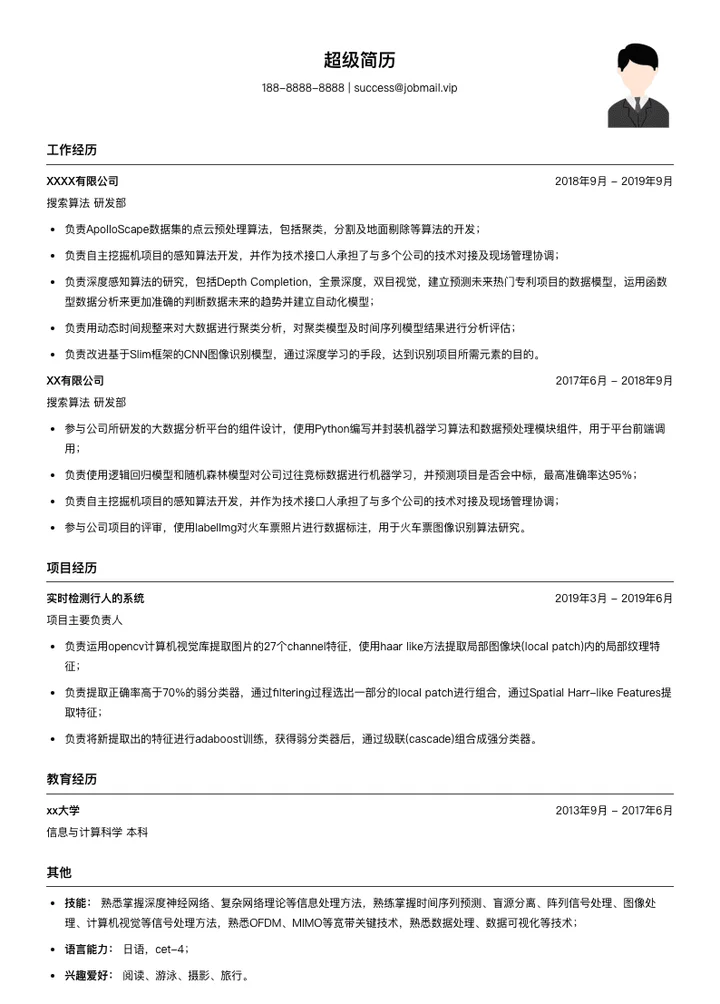 超级简历
188-8888-8888 | success@jobmail.vip
工作经历
XXXX有限公司 2018年9月 - 2019年9月
搜索算法 研发部
• 负责ApolloScape数据集的点云预处理算法，包括聚类，分割及地面剔除等算法的开发；
• 负责自主挖掘机项目的感知算法开发，并作为技术接口人承担了与多个公司的技术对接及现场管理协调；
• 负责深度感知算法的研究，包括Depth Completion，全景深度，双目视觉，建立预测未来热门专利项目的数据模型，运用函数
型数据分析来更加准确的判断数据未来的趋势并建立自动化模型；
• 负责用动态时间规整来对大数据进行聚类分析，对聚类模型及时间序列模型结果进行分析评估；
• 负责改进基于Slim框架的CNN图像识别模型，通过深度学习的手段，达到识别项目所需元素的目的。
XX有限公司 2017年6月 - 2018年9月
搜索算法 研发部
• 参与公司所研发的大数据分析平台的组件设计，使用Python编写并封装机器学习算法和数据预处理模块组件，用于平台前端调
用；
• 负责使用逻辑回归模型和随机森林模型对公司过往竞标数据进行机器学习，并预测项目是否会中标，最高准确率达95%；
• 负责自主挖掘机项目的感知算法开发，并作为技术接口人承担了与多个公司的技术对接及现场管理协调；
• 参与公司项目的评审，使用labelImg对火车票照片进行数据标注，用于火车票图像识别算法研究。
项目经历
实时检测行人的系统 2019年3月 - 2019年6月
项目主要负责人
• 负责运用opencv计算机视觉库提取图片的27个channel特征，使用haar like方法提取局部图像块(local patch)内的局部纹理特
征；
• 负责提取正确率高于70%的弱分类器，通过filtering过程选出一部分的local patch进行组合，通过Spatial Harr-like Features提
取特征；
• 负责将新提取出的特征进行adaboost训练，获得弱分类器后，通过级联(cascade)组合成强分类器。
教育经历
xx大学 2013年9月 - 2017年6月
信息与计算科学 本科
其他
• 技能： 熟悉掌握深度神经网络、复杂网络理论等信息处理方法，熟练掌握时间序列预测、盲源分离、阵列信号处理、图像处
理、计算机视觉等信号处理方法，熟悉OFDM、MIMO等宽带关键技术，熟悉数据处理、数据可视化等技术；
• 语言能力： 日语，cet-4；
• 兴趣爱好： 阅读、游泳、摄影、旅行。